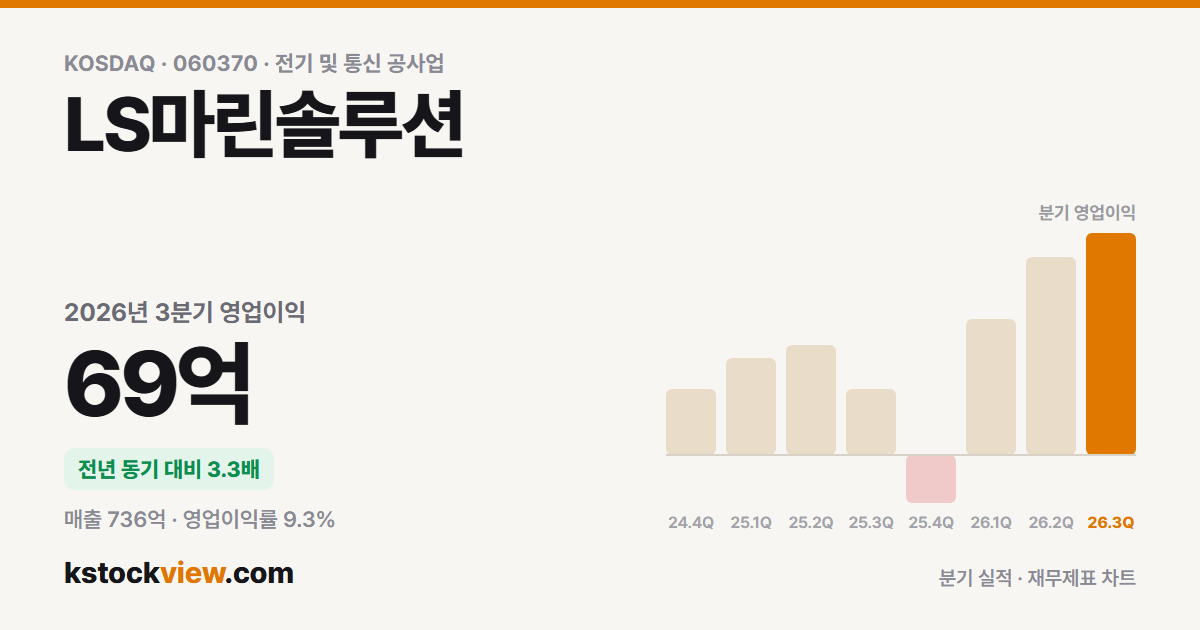 KOSDAQ · 060370 · 전기 및 통신 공사업
LS마린솔루션
분기 영업이익
2026년 3분기 영업이익
69억
전년 동기 대비 3.3배
매출 736억 · 영업이익률 9.3%
24.4Q 25.1Q 25.2Q 25.3Q 25.4Q 26.1Q 26.2Q 26.3Q
kstockview.com
분기 실적 · 재무제표 차트